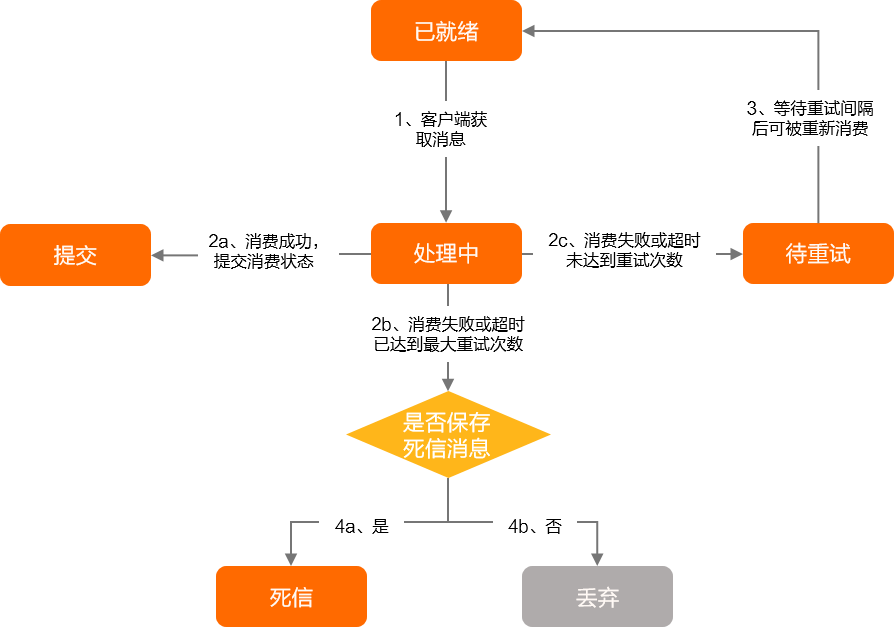 已就绪
1、客户端获
取消息
3、等待重试间隔
后可被重新消费
提交
2a、消费成功，
提交消费状态
处理中
2c、消费失败或超时
未达到重试次数
待重试
2b、消费失败或超时
已达到最大重试次数
是否保存
死信消息
4a、是
4b、否
死信
丢弃